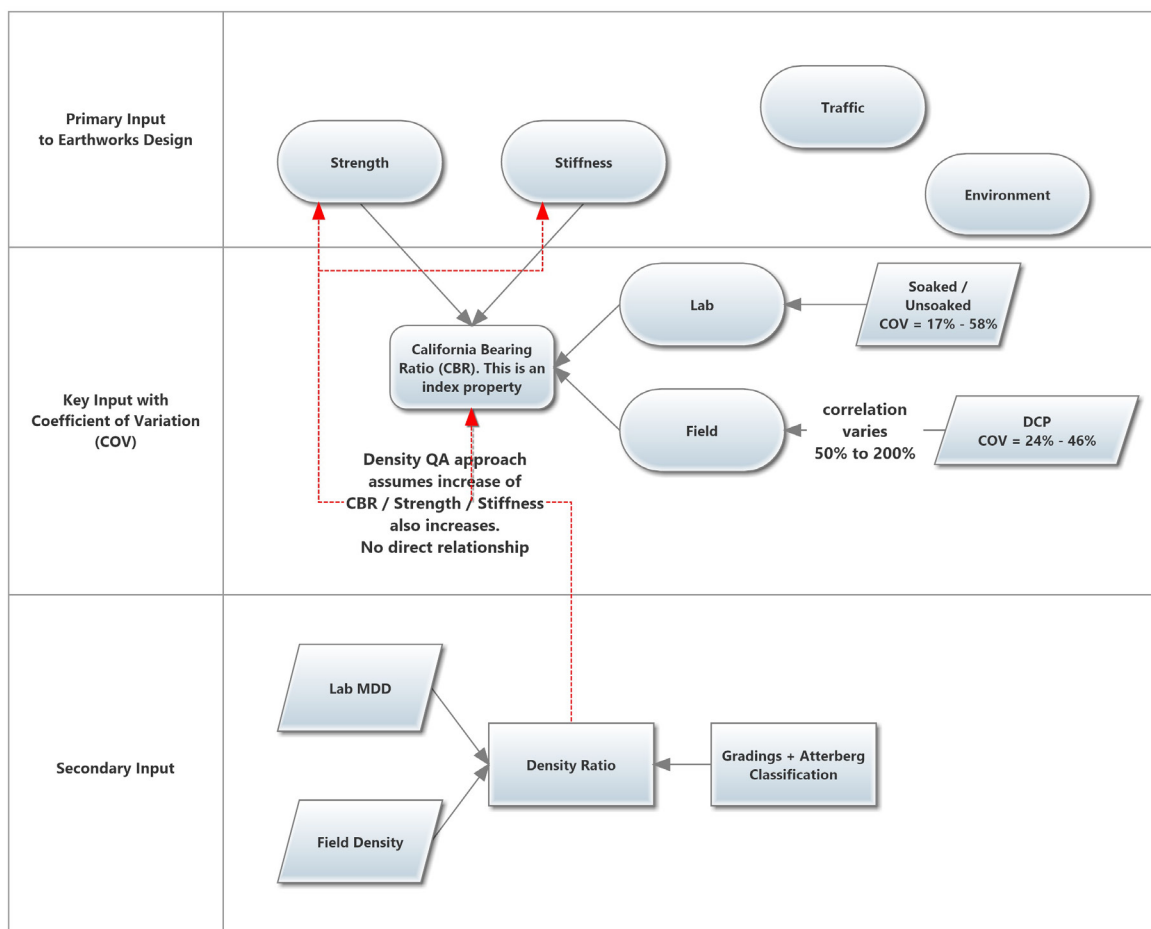 Primary Input
to Earthworks Design
Traffic
Strength
Stiffness
Environment
Key Input with
Coefficient of Variation
(COV)
Lab
Soaked /
Unsoaked
COV = 17% - 58%
California Bearing
Ratio (CBR). This is an
index property
Field
correlation
varies
50% to 200%
DCP
COV = 24% - 46%
Density QA approach
assumes increase of
CBR / Strength / Stiffness
also increases.
No direct relationship
Secondary Input
Lab MDD
Density Ratio
Gradings + Atterberg
Classification
Field Density